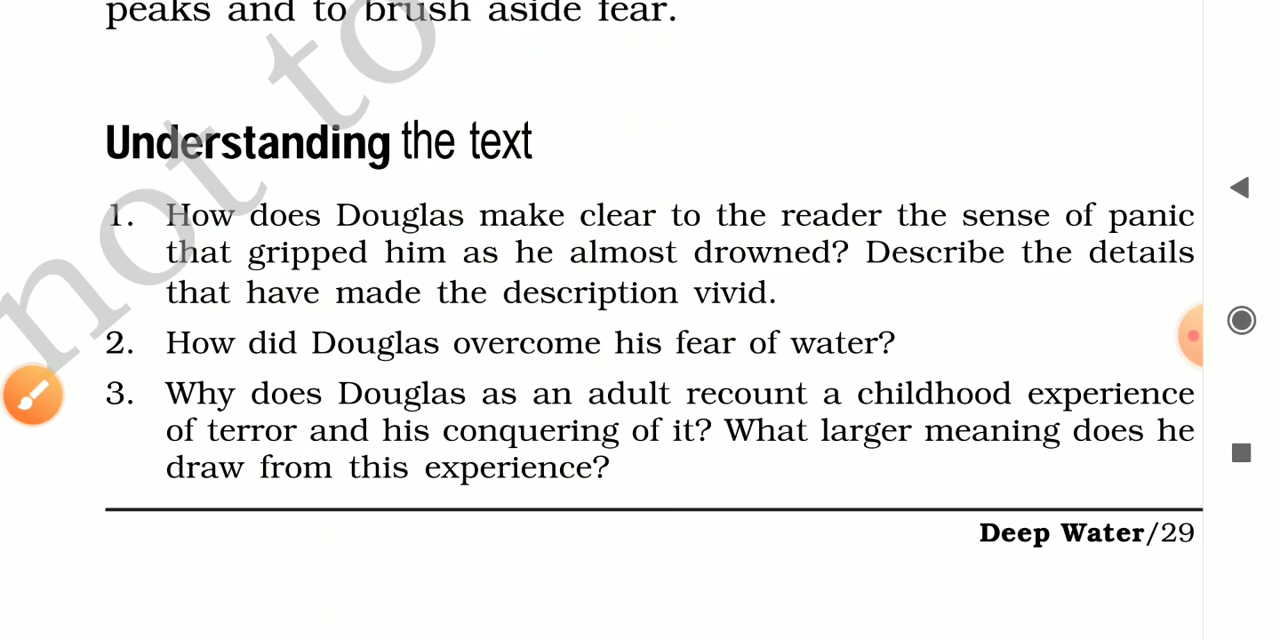 peaks and to brush aside fear.
not to
Understanding the text
1. How does Douglas make clear to the reader the sense of panic
that gripped him as he almost drowned? Describe the details
that have made the description vivid.
2. How did Douglas overcome his fear of water?
3. Why does Douglas as an adult recount a childhood experience
of terror and his conquering of it? What larger meaning does he
draw from this experience?
Deep Water/29